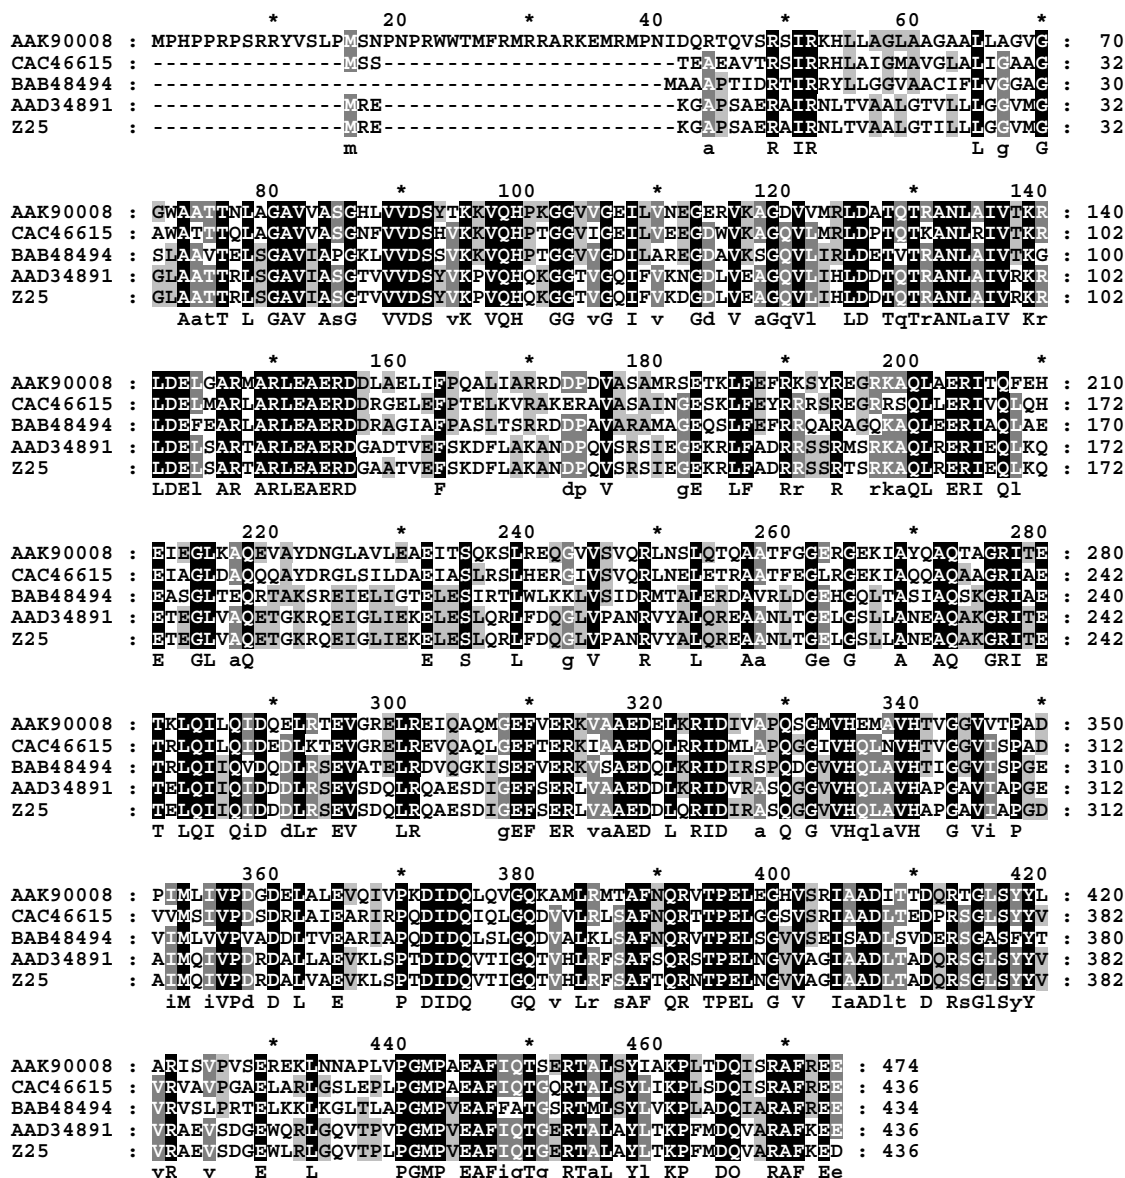 * 20 * 40 * 60 *
AAK90008 : MPHPPRPSRRYVSLPMSNPNPRWWTMFRMRRARKEMRMPNIDQRTQVSRSIRKHLLAGLAAGAALLAGVG : 70
CAC46615 : ---------------MSS-----------------------TEAEAVTRSIRRHLAIGMAVGLALIGAAG : 32
BAB48494 : ----------------------------------------MAAAPTIDRTIRRYLLGGVAACIFLVGGAG : 30
AAD34891 : ---------------MRE-----------------------KGAPSAERAIRNLTVAALGTVLLLGGVMG : 32
Z25 : ---------------MRE-----------------------KGAPSAERAIRNLTVAALGTILLLGGVMG : 32
m a R IR L g G
80 * 100 * 120 * 140
AAK90008 : GWAATTNLAGAVVASGHLVVDSYTKKVQHPKGGVVGEILVNEGERVKAGDVVMRLDATQTRANLAIVTKR : 140
CAC46615 : AWATTTQLAGAVVASGNFVVDSHVKKVQHPTGGVIGEILVEEGDWVKAGQVLMRLDPTQTKANLRIVTKR : 102
BAB48494 : SLAAVTELSGAVIAPGKLVVDSSVKKVQHPTGGVVGDILAREGDAVKSGQVLIRLDETVTRANLAIVTKG : 100
AAD34891 : GLAATTRLSGAVIASGTVVVDSYVKPVQHQKGGTVGQIFVKNGDLVEAGQVLIHLDDTQTRANLAIVRKR : 102
Z25 : GLAATTRLSGAVIASGTVVVDSYVKPVQHQKGGTVGQIFVKDGDLVEAGQVLIHLDDTQTRANLAIVRKR : 102
AatT L GAV AsG VVDS vK VQH GG vG I v Gd V aGqVl LD TqTrANLaIV Kr
* 160 * 180 * 200 *
AAK90008 : LDELGARMARLEAERDDLAELIFPQALIARRDDPDVASAMRSETKLFEFRKSYREGRKAQLAERITQFEH : 210
CAC46615 : LDELMARLARLEAERDDRGELEFPTELKVRAKERAVASAINGESKLFEYRRRSREGRRSQLLERIVQLQH : 172
BAB48494 : LDEFEARLARLEAERDDRAGIAFPASLTSRRDDPAVARAMAGEQSLFEFRRQARAGQKAQLEERIAQLAE : 170
AAD34891 : LDELSARTARLEAERDGADTVEFSKDFLAKANDPQVSRSIEGEKRLFADRRSSRMSRKAQLRERIEQLKQ : 172
Z25 : LDELSARTARLEAERDGAATVEFSKDFLAKANDPQVSRSIEGEKRLFADRRSSRTSRKAQLRERIEQLKQ : 172
LDEl AR ARLEAERD F dp V gE LF Rr R rkaQL ERI Ql
220 * 240 * 260 * 280
AAK90008 : EIEGLKAQEVAYDNGLAVLEAEITSQKSLREQGVVSVQRLNSLQTQAATFGGERGEKIAYQAQTAGRITE : 280
CAC46615 : EIAGLDAQQQAYDRGLSILDAEIASLRSLHERGIVSVQRLNELETRAATFEGLRGEKIAQQAQAAGRIAE : 242
BAB48494 : EASGLTEQRTAKSREIELIGTELESIRTLWLKKLVSIDRMTALERDAVRLDGEHGQLTASIAQSKGRIAE : 240
AAD34891 : ETEGLVAQETGKRQEIGLIEKELESLQRLFDQGLVPANRVYALQREAANLTGELGSLLANEAQAKGRITE : 242
Z25 : ETEGLVAQETGKRQEIGLIEKELESLQRLFDQGLVPANRVYALQREAANLTGELGSLLANEAQAKGRITE : 242
E GL aQ E S L g V R L Aa Ge G A AQ GRI E
* 300 * 320 * 340 *
AAK90008 : TKLQILQIDQELRTEVGRELREIQAQMGEFVERKVAAEDELKRIDIVAPQSGMVHEMAVHTVGGVVTPAD : 350
CAC46615 : TRLQILQIDEDLKTEVGRELREVQAQLGEFTERKIAAEDQLRRIDMLAPQGGIVHQLNVHTVGGVISPAD : 312
BAB48494 : TRLQIIQVDQDLRSEVATELRDVQGKISEFVERKVSAEDQLKRIDIRSPQDGVVHQLAVHTIGGVISPGE : 310
AAD34891 : TELQIIQIDDDLRSEVSDQLRQAESDIGEFSERLVAAEDDLKRIDVRASQGGVVHQLAVHAPGAVIAPGE : 312
Z25 : TELQIIQIDDDLRSEVSDQLRQAESDIGEFSERLVAAEDDLQRIDIRASQGGVVHQLAVHAPGAVIAPGD : 312
T LQI QiD dLr EV LR gEF ER vaAED L RID a Q G VHqlaVH G Vi P
360 * 380 * 400 * 420
AAK90008 : PIMLIVPDGDELALEVQIVPKDIDQLQVGQKAMLRMTAFNQRVTPELEGHVSRIAADITTDQRTGLSYYL : 420
CAC46615 : VVMSIVPDSDRLAIEARIRPQDIDQIQLGQDVVLRLSAFNQRTTPELGGSVSRIAADLTEDPRSGLSYYV : 382
BAB48494 : VIMLVVPVADDLTVEARIAPQDIDQLSLGQDVALKLSAFNQRVTPELSGVVSEISADLSVDERSGASFYT : 380
AAD34891 : AIMQIVPDRDALLAEVKLSPTDIDQVTIGQTVHLRFSAFSQRSTPELNGVVAGIAADLTADQRSGLSYYV : 382
Z25 : AIMQIVPDRDALVAEVKLSPTDIDQVTIGQTVHLRFSAFTQRNTPELNGVVAGIAADLTADQRSGLSYYV : 382
iM iVPd D L E P DIDQ GQ v Lr sAF QR TPEL G V IaADlt D RsGlSyY
* 440 * 460 *
AAK90008 : ARISVPVSEREKLNNAPLVPGMPAEAFIQTSERTALSYIAKPLTDQISRAFREE : 474
CAC46615 : VRVAVPGAELARLGSLEPLPGMPAEAFIQTGQRTALSYLIKPLSDQISRAFREE : 436
BAB48494 : VRVSLPRTELKKLKGLTLAPGMPVEAFFATGSRTMLSYLVKPLADQIARAFREE : 434
AAD34891 : VRAEVSDGEWQRLGQVTPVPGMPVEAFIQTGERTALAYLTKPFMDQVARAFKEE : 436
Z25 : VRAEVSDGEWLRLGQVTPLPGMPVEAFIQTGERTALAYLTKPFMDQVARAFKED : 436
vR v E L PGMP EAFiqTg RTaL Yl KP DQ RAF Ee